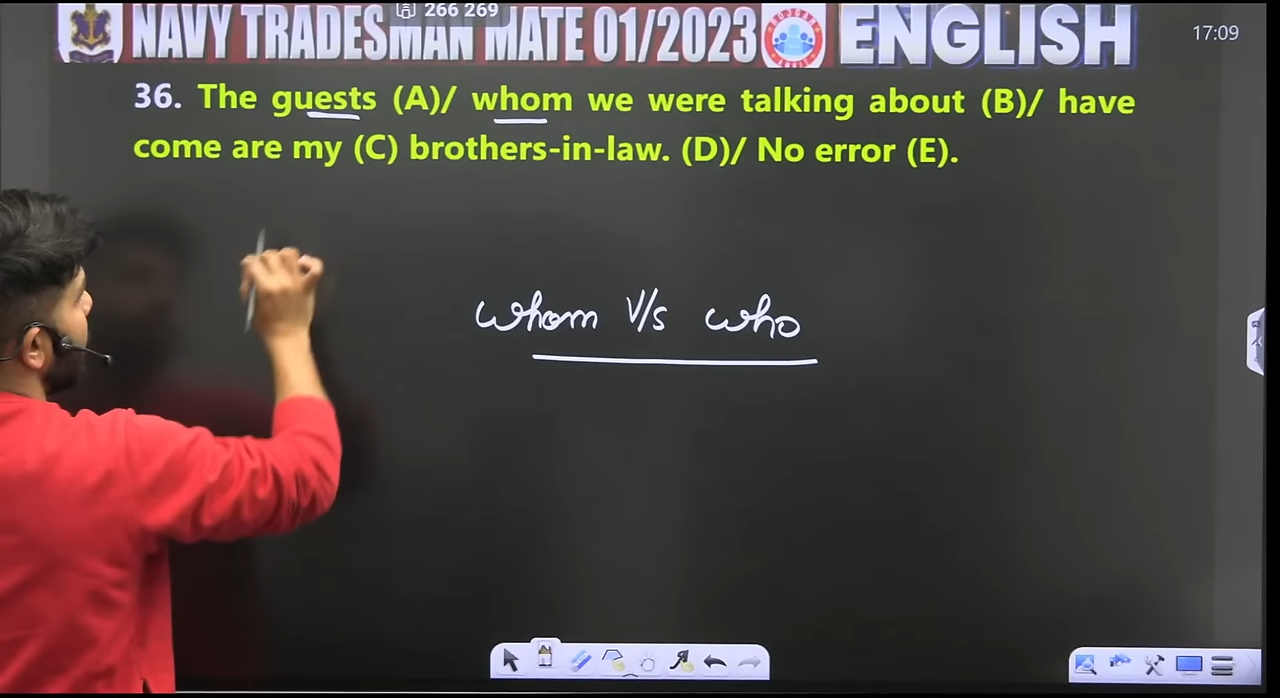 266 269
NAVY TRADESMAN MATE 01/2023 ROJGAR ENGLISH
17:09
36. The guests (A)/ whom we were talking about (B)/ have
come are my (C) brothers-in-law. (D)/ No error (E).
whom V/s who